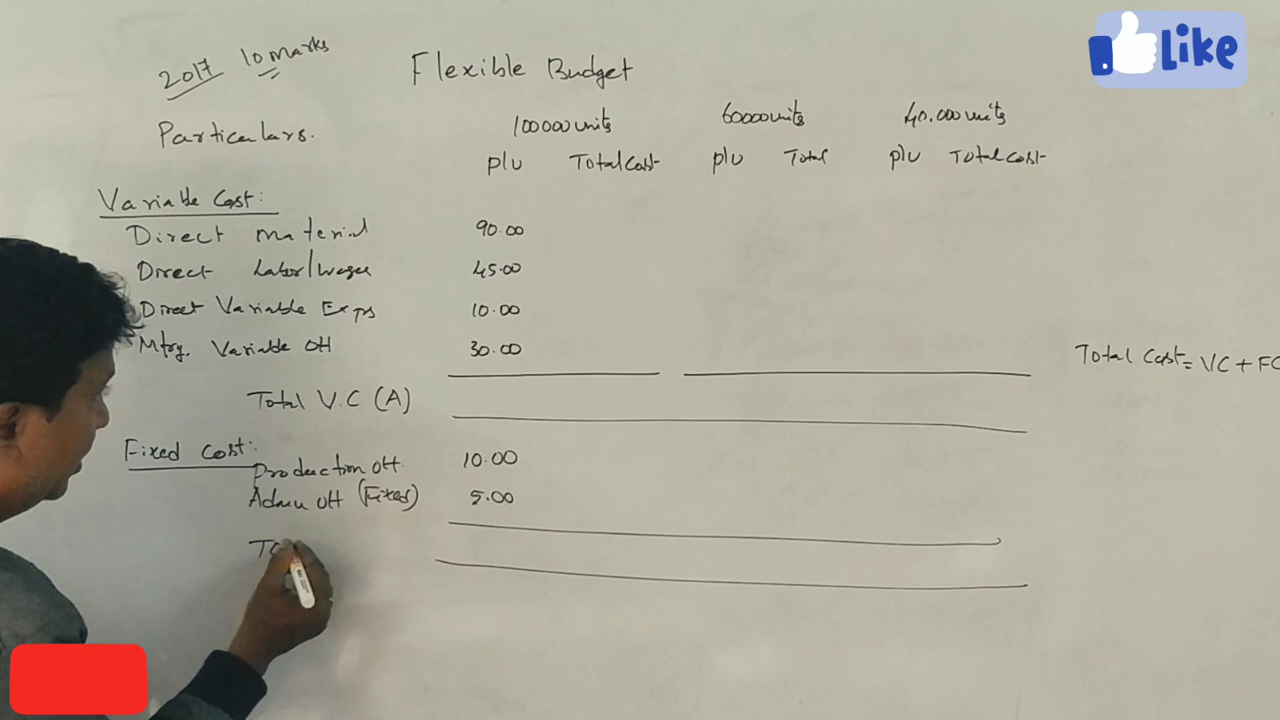 2017 10 marks
Flexible Budget
Like
Particulars. 100000 units 60000 units 40.000 units
p/u Total Cost p/u Total p/u Total cost
Variable Cost:
Direct material 90.00
Direct Labor/wages 45.00
Direct Variable Exps 10.00
Mfrg. Variable OH 30.00
Total Cost = VC + FC
Total V.C (A)
Fixed cost:
Production OH 10.00
Admn OH (Fixed) 5.00